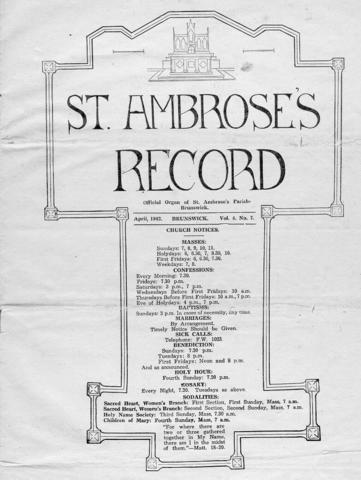 ST. AMBROSE'S
RECORD
Official Organ of St. Ambrose's Parish—
Brunswick.
April, 1942. BRUNSWICK. Vol. 4. No. 7.
CHURCH NOTICES.
MASSES:
Sundays: 7, 8, 9, 10, 11.
Holydays: 6, 6.30, 7, 9.30, 10.
First Fridays: 6, 6.30, 7.30.
Weekdays: 7, 8.
CONFESSIONS:
Every Morning: 7.30.
Fridays: 7.30 p.m.
Saturdays: 3 p.m., 7 p.m.
Wednesdays Before First Fridays: 10 a.m.
Thursdays Before First Fridays: 10 a.m., 7 p.m.
Eve of Holydays: 4 p.m., 7 p.m.
BAPTISMS:
Sundays: 3 p.m. In cases of necessity, any time.
MARRIAGES:
By Arrangement.
Timely Notice Should be Given.
SICK CALLS:
Telephone: F.W. 1023
BENEDICTION:
Sundays: 7.30 p.m.
Tuesdays: 8 p.m.
First Fridays: Noon and 8 p.m.
And as announced.
HOLY HOUR:
Fourth Sunday: 7.30 p.m.
ROSARY:
Every Night, 7.30. Tuesdays as above.
SODALITIES:
Sacred Heart, Women's Branch: First Section, First Sunday, Mass, 7 a.m.
Sacred Heart, Women's Branch: Second Section, Second Sunday, Mass, 7 a.m.
Holy Name Society: Third Sunday, Mass, 7.30 a.m.
Children of Mary: Fourth Sunday, Mass, 7 a.m.
"For where there are
two or three gathered
together in My Name,
there am I in the midst
of them."—Matt. 18-20.